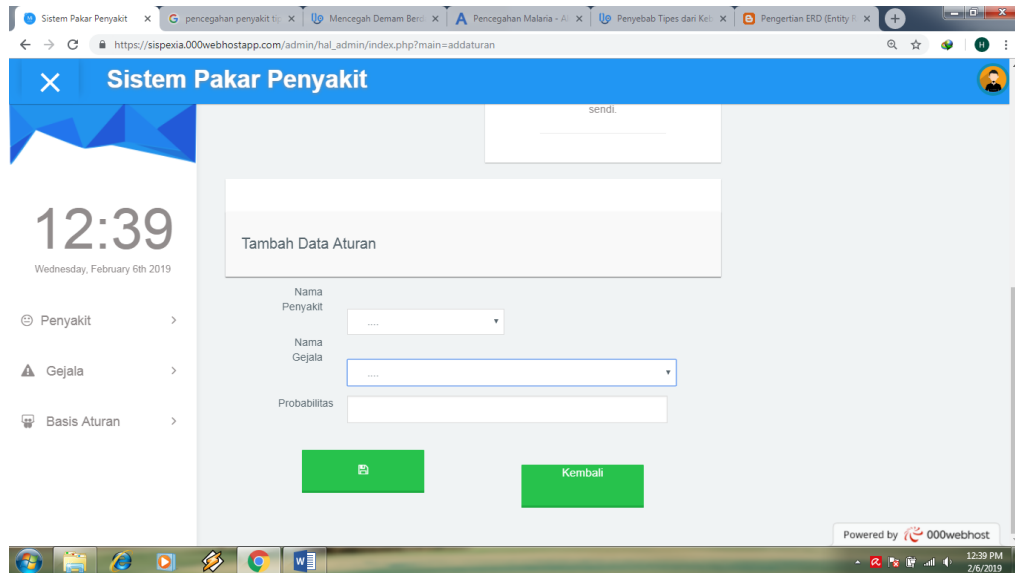 Sistem Pakar Penyakit
pencegahan penyakit ti
Mencegah Demam Berd
Pencegahan Malaria - A
Penyebab Tipes dari Keb
Pengertian ERD (Entity R
https://sispexia.000webhostapp.com/admin/hal_admin/index.php?main=addaturan
H
Sistem Pakar Penyakit
sendi.
12:39
Wednesday, February 6th 2019
Penyakit
Gejala
Basis Aturan
Tambah Data Aturan
Nama
Penyakit
....
Nama
Gejala
....
Probabilitas
Kembali
Powered by 000webhost
12:39 PM
2/6/2019